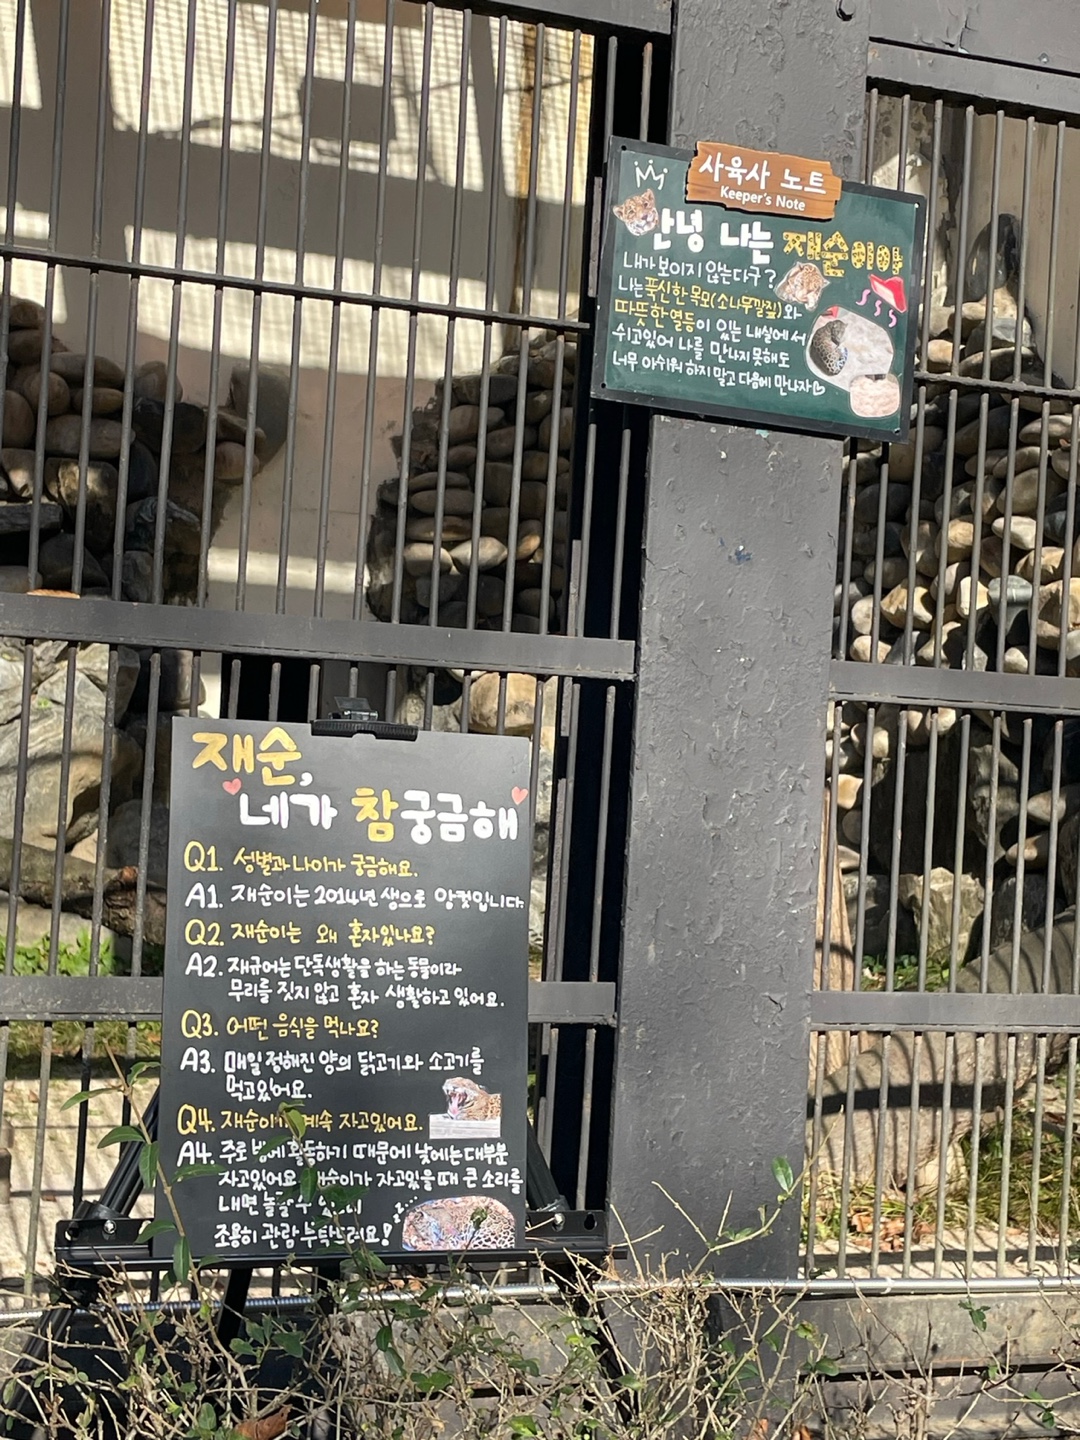 사육사 노트
Keeper's Note
안녕 나는 재순이야
내가 보이지 않는다구?
나는 푹신한 목모(소나무깔짚)와
따뜻한 열등이 있는 내실에서
쉬고있어 나를 만나지 못해도
너무 아쉬워 하지 말고 다음에 만나자♡
재순,
네가 참 궁금해
Q1. 성별과 나이가 궁금해요.
A1. 재순이는 2014년 생으로 암컷입니다.
Q2. 재순이는 왜 혼자있나요?
A2. 재규어는 단독생활을 하는 동물이라
무리를 짓지 않고 혼자 생활하고 있어요.
Q3. 어떤 음식을 먹나요?
A3. 매일 정해진 양의 닭고기와 소고기를
먹고있어요.
Q4. 재순이가 계속 자고있어요.
A4. 주로 밤에 활동하기 때문에 낮에는 대부분
자고있어요. 재순이가 자고있을 때 큰 소리를
내면 놀랄 수
조용히 관람 부탁드려요!